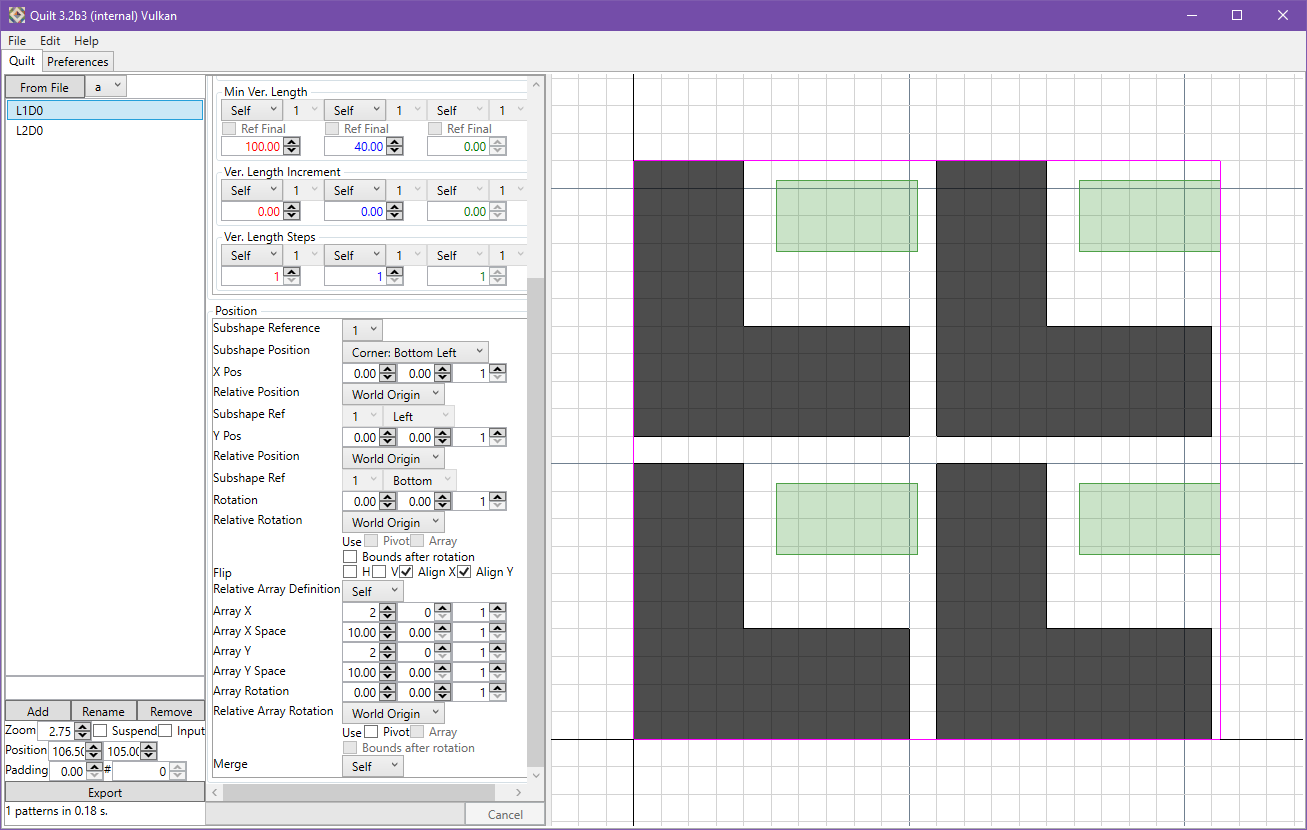 Quilt 3.2b3 (internal) Vulkan
File Edit Help
Quilt Preferences
From File a
L1D0
L2D0
Add Rename Remove
Zoom 2.75 Suspend Input
Position 106.50 105.00
Padding 0.00 # 0
Export
1 patterns in 0.18 s.
Min Ver. Length
Self 1 Self 1 Self 1
Ref Final Ref Final Ref Final
100.00 40.00 0.00
Ver. Length Increment
Self 1 Self 1 Self 1
0.00 0.00 0.00
Ver. Length Steps
Self 1 Self 1 Self 1
1 1 1
Position
Subshape Reference 1
Subshape Position Corner: Bottom Left
X Pos 0.00 0.00 1
Relative Position World Origin
Subshape Ref 1 Left
Y Pos 0.00 0.00 1
Relative Position World Origin
Subshape Ref 1 Bottom
Rotation 0.00 0.00 1
Relative Rotation World Origin
Use Pivot Array
Bounds after rotation
Flip H V Align X Align Y
Relative Array Definition Self
Array X 2 0 1
Array X Space 10.00 0.00 1
Array Y 2 0 1
Array Y Space 10.00 0.00 1
Array Rotation 0.00 0.00 1
Relative Array Rotation World Origin
Use Pivot Array
Bounds after rotation
Merge Self
Cancel